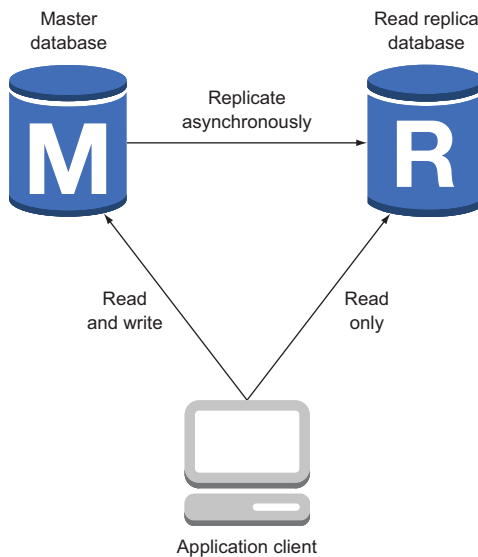 Master
database
Read replica
database
Replicate
asynchronously
M
R
Read
and write
Read
only
Application client